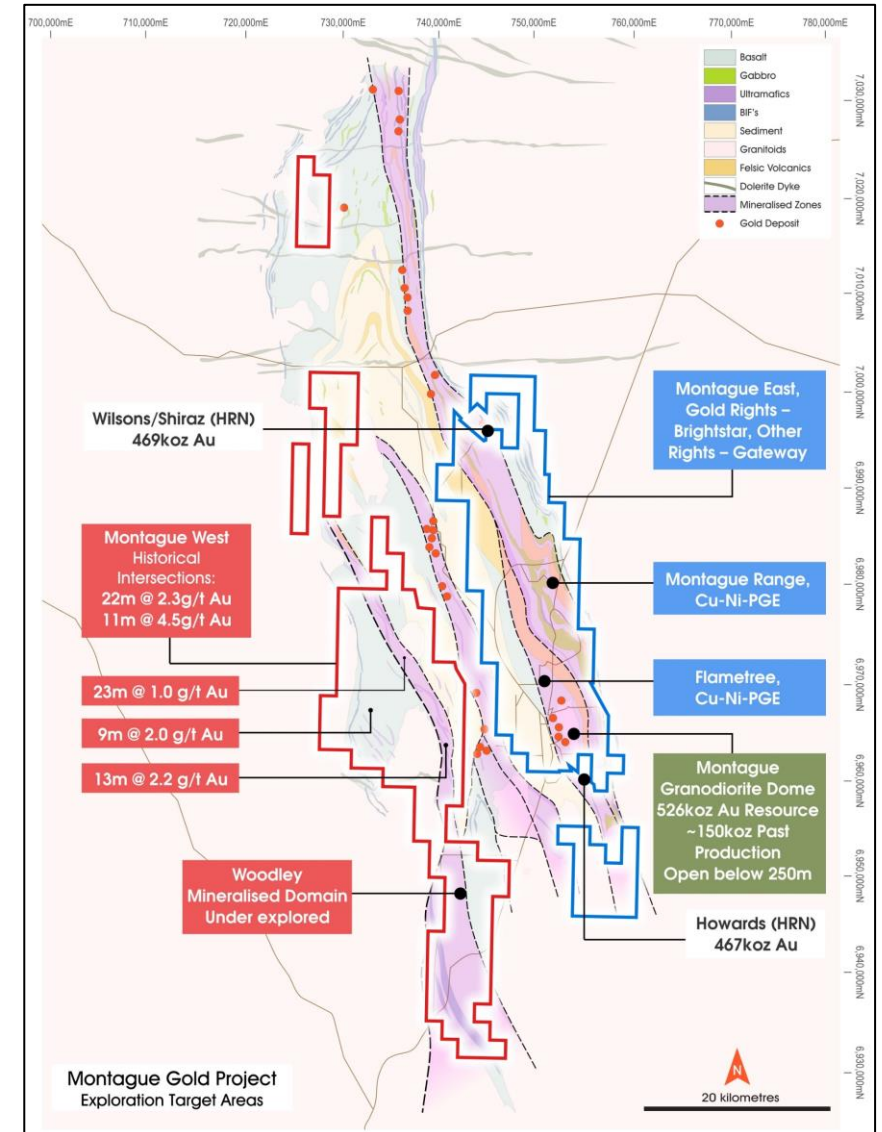 700,000mE
710,000mE
720,000mE
730,000mE
740,000mE
750,000mE
760,000mE
770,000mE
780,000mE
Basalt
Gabbro
Ultramafics
BIF's
Sediment
Granitoids
Felsic Volcanics
Dolerite Dyke
Mineralised Zones
Gold Deposit
7,030,000mN
7,020,000mN
7,010,000mN
7,000,000mN
6,990,000mN
6,980,000mN
6,970,000mN
6,960,000mN
6,950,000mN
6,940,000mN
6,930,000mN
Wilsons/Shiraz (HRN)
469koz Au
Montague East,
Gold Rights –
Brightstar, Other
Rights – Gateway
Montague West
Historical
Intersections:
22m @ 2.3g/t Au
11m @ 4.5g/t Au
Montague Range,
Cu-Ni-PGE
23m @ 1.0 g/t Au
Flametree,
Cu-Ni-PGE
9m @ 2.0 g/t Au
13m @ 2.2 g/t Au
Montague
Granodiorite Dome
526koz Au Resource
~150koz Past
Production
Open below 250m
Woodley
Mineralised Domain
Under explored
Howards (HRN)
467koz Au
Montague Gold Project
Exploration Target Areas
N
20 kilometres